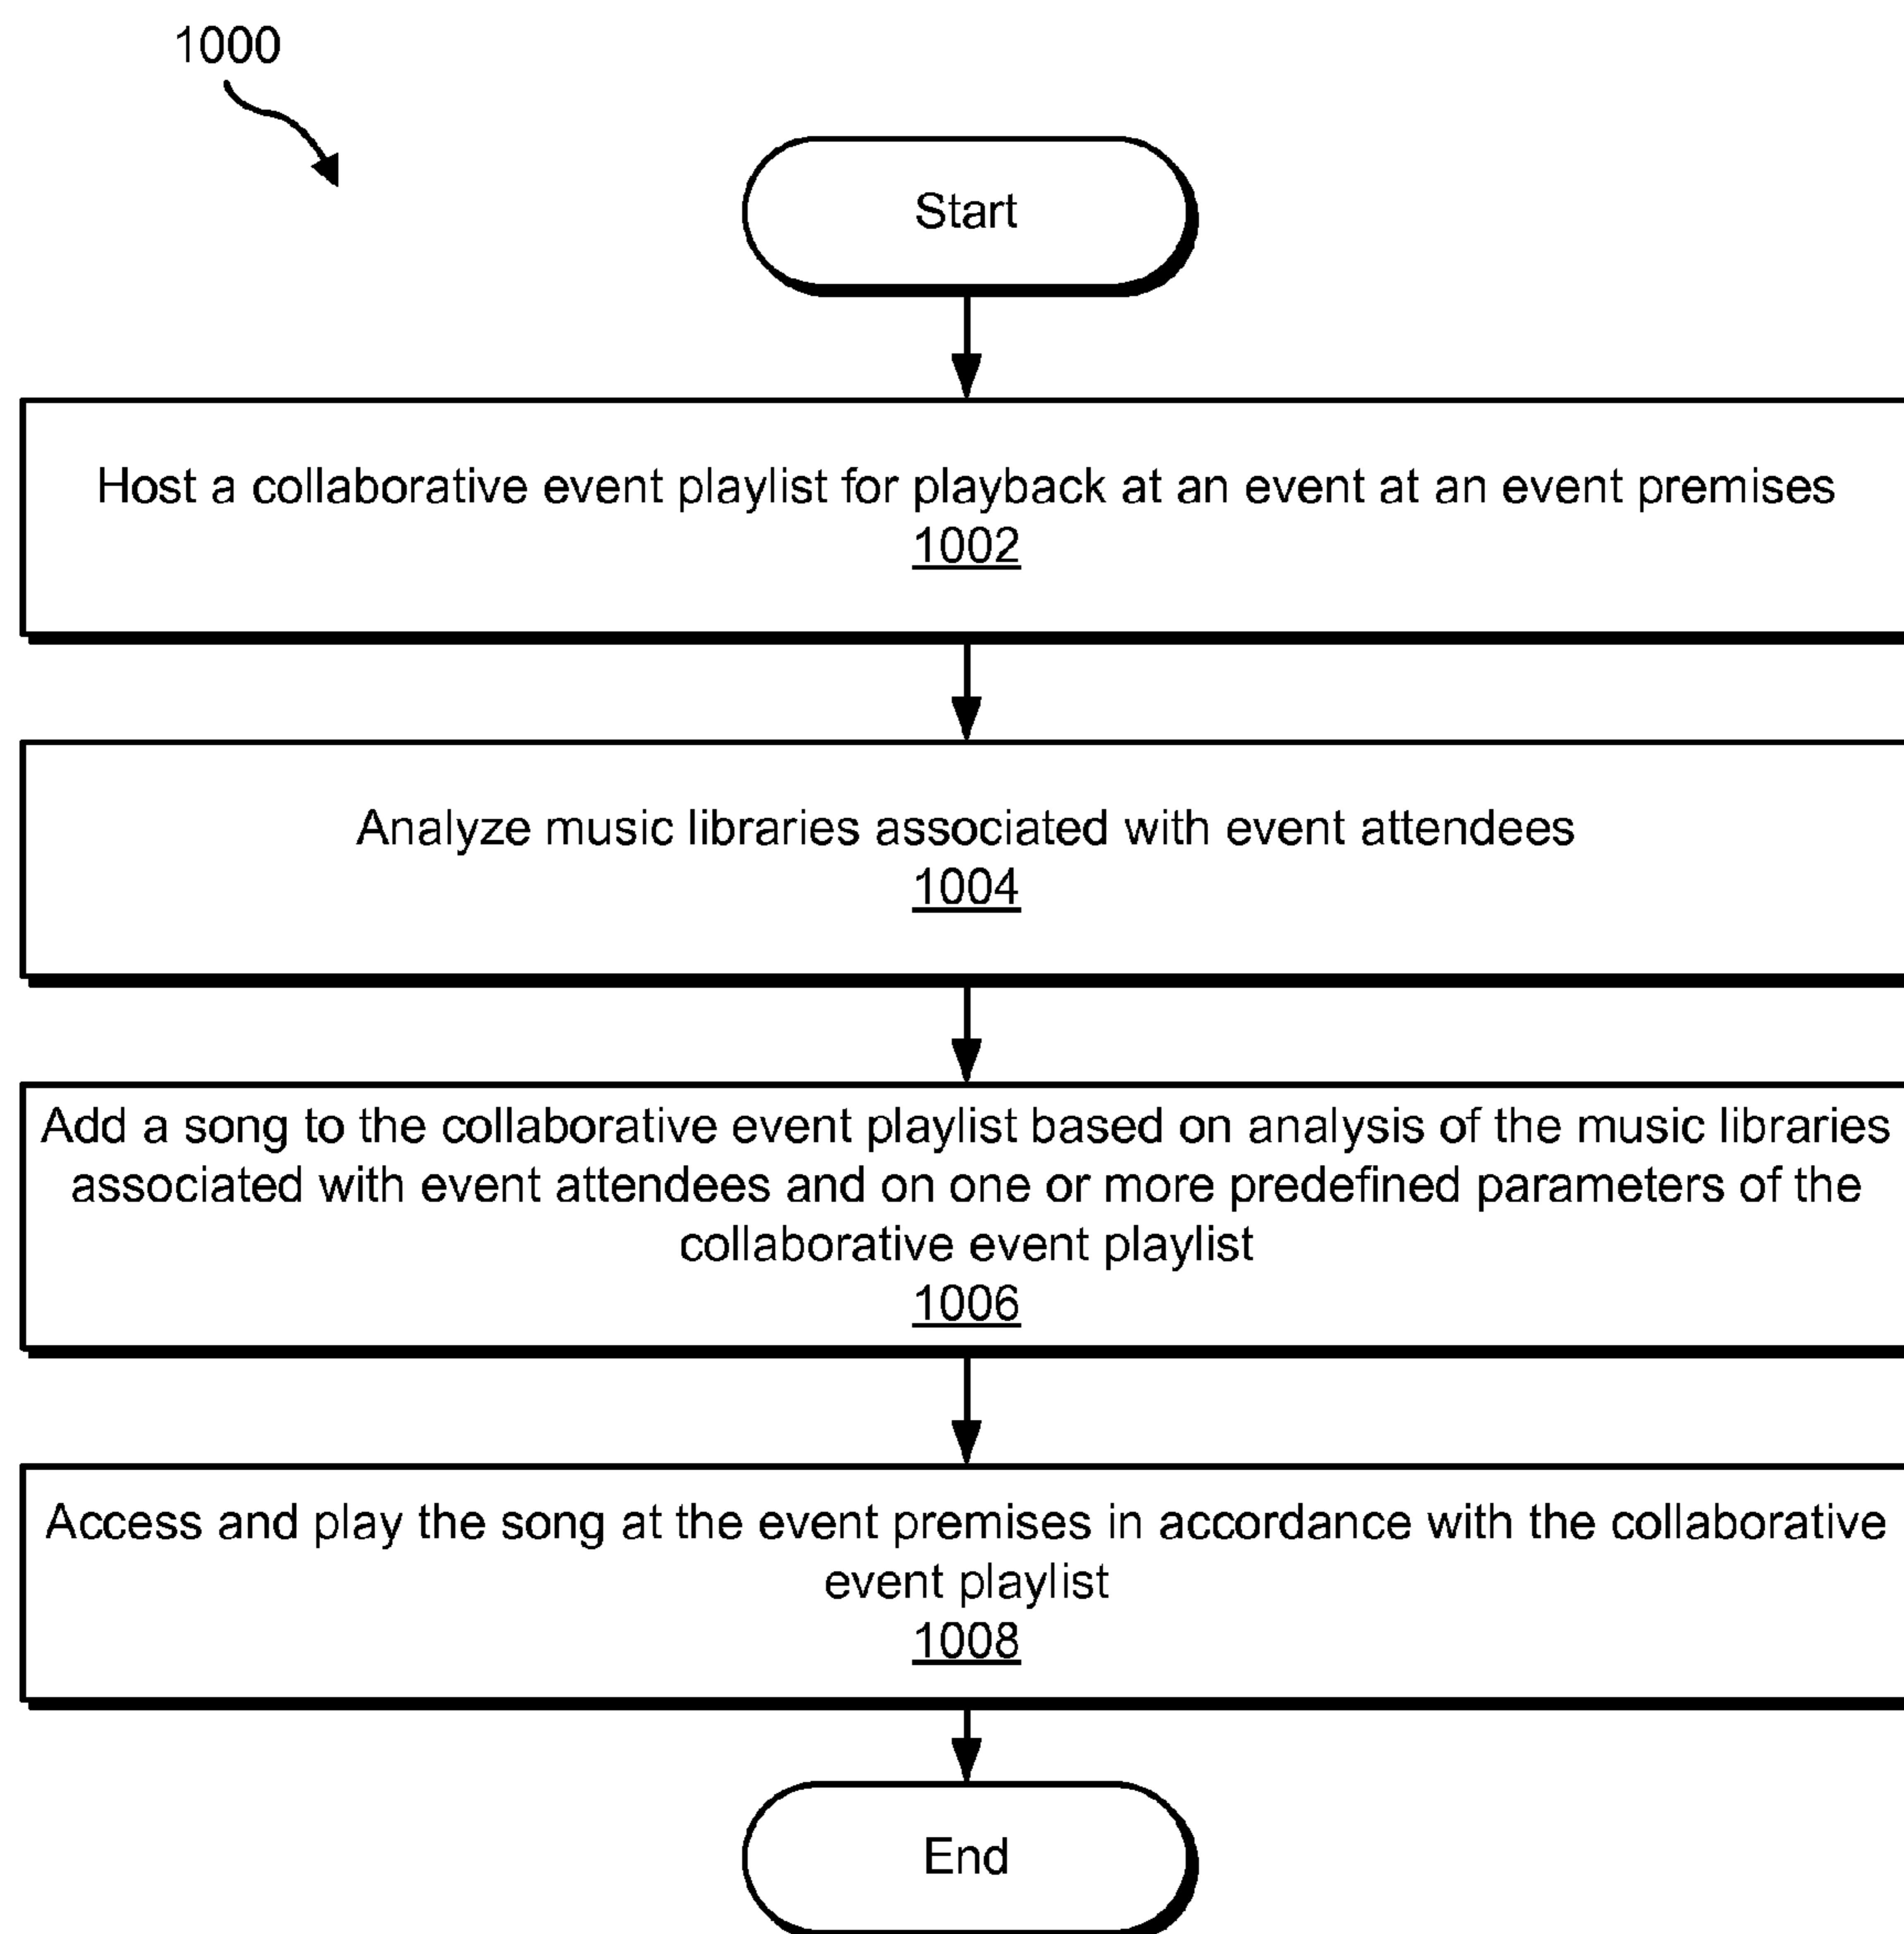 1000
Start
Host a collaborative event playlist for playback at an event at an event premises
1002
Analyze music libraries associated with event attendees
1004
Add a song to the collaborative event playlist based on analysis of the music libraries
associated with event attendees and on one or more predefined parameters of the
collaborative event playlist
1006
Access and play the song at the event premises in accordance with the collaborative
event playlist
1008
End